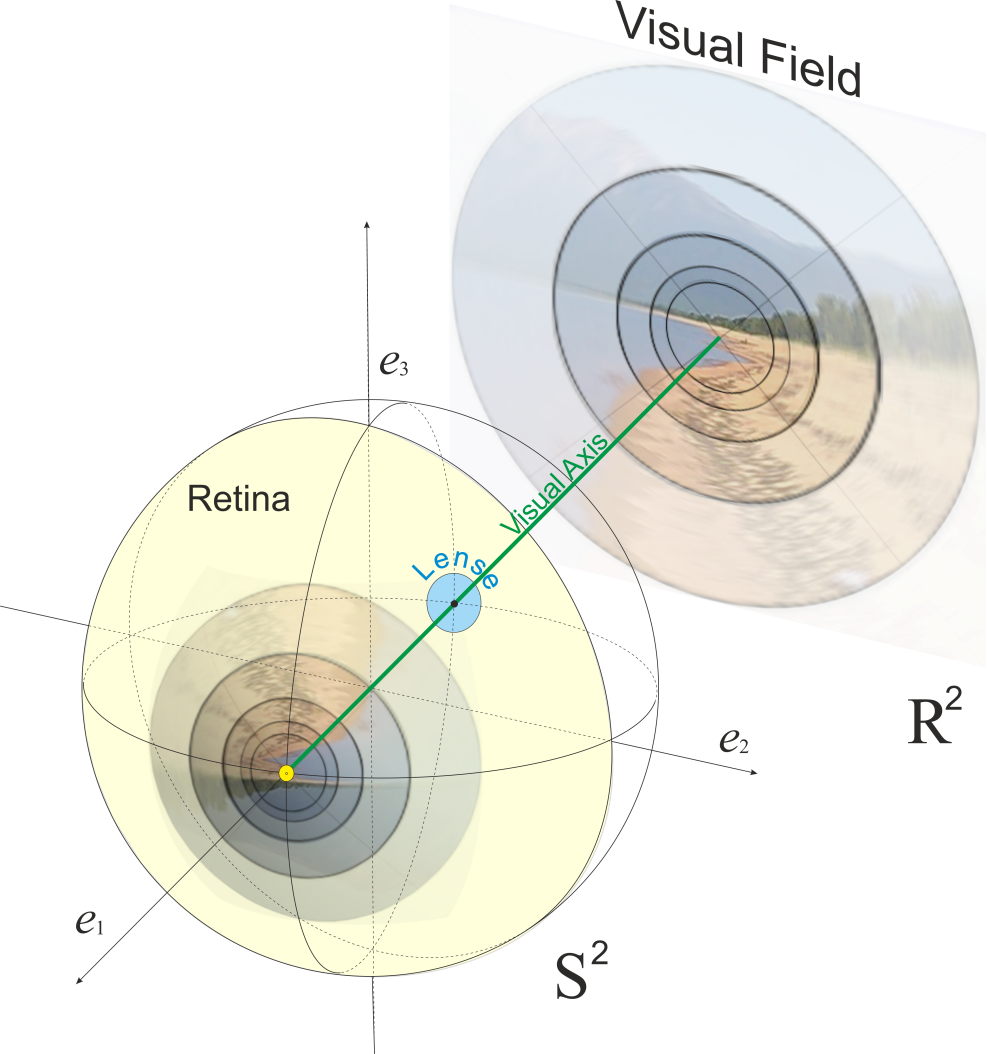 Visual Field
e₃
Retina
Visual Axis
Lense
R²
e₂
e₁
S²